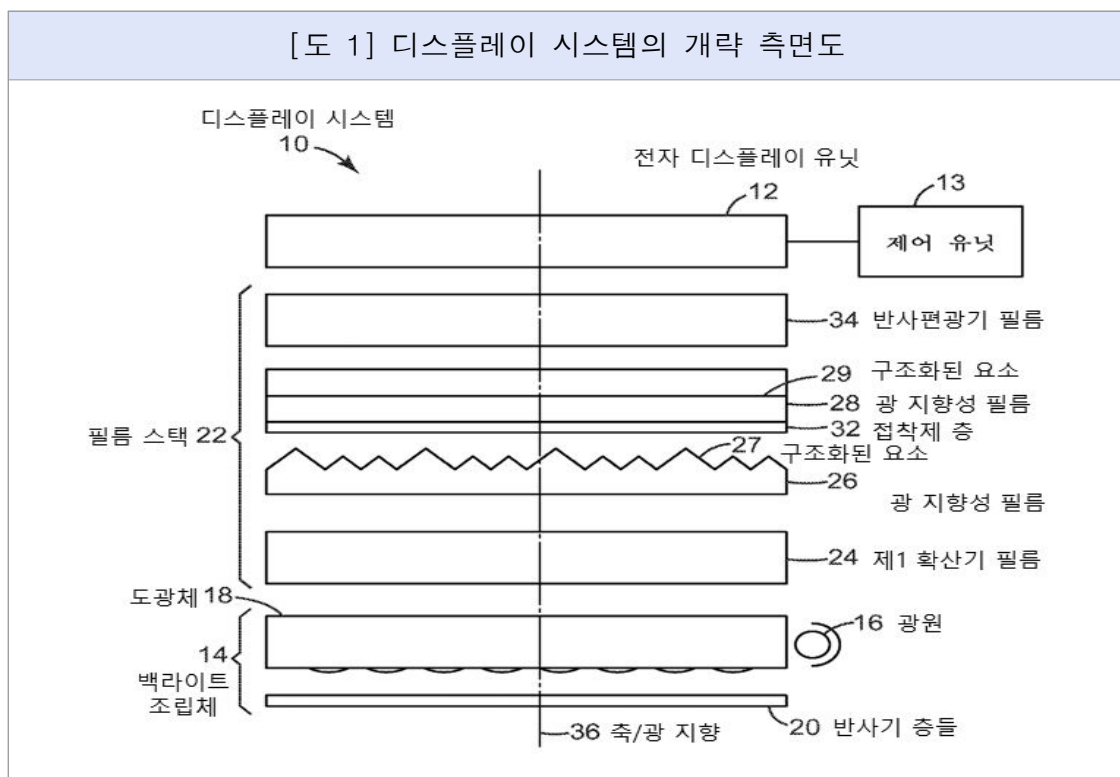 [도 1] 디스플레이 시스템의 개략 측면도
디스플레이 시스템
10
전자 디스플레이 유닛
12
13
제어 유닛
34 반사편광기 필름
29 구조화된 요소
28 광 지향성 필름
32 접착제 층
필름 스택 22
27 구조화된 요소
26
광 지향성 필름
24 제1 확산기 필름
도광체 18
16 광원
14
백라이트
조립체
20 반사기 층들
36 축/광 지향